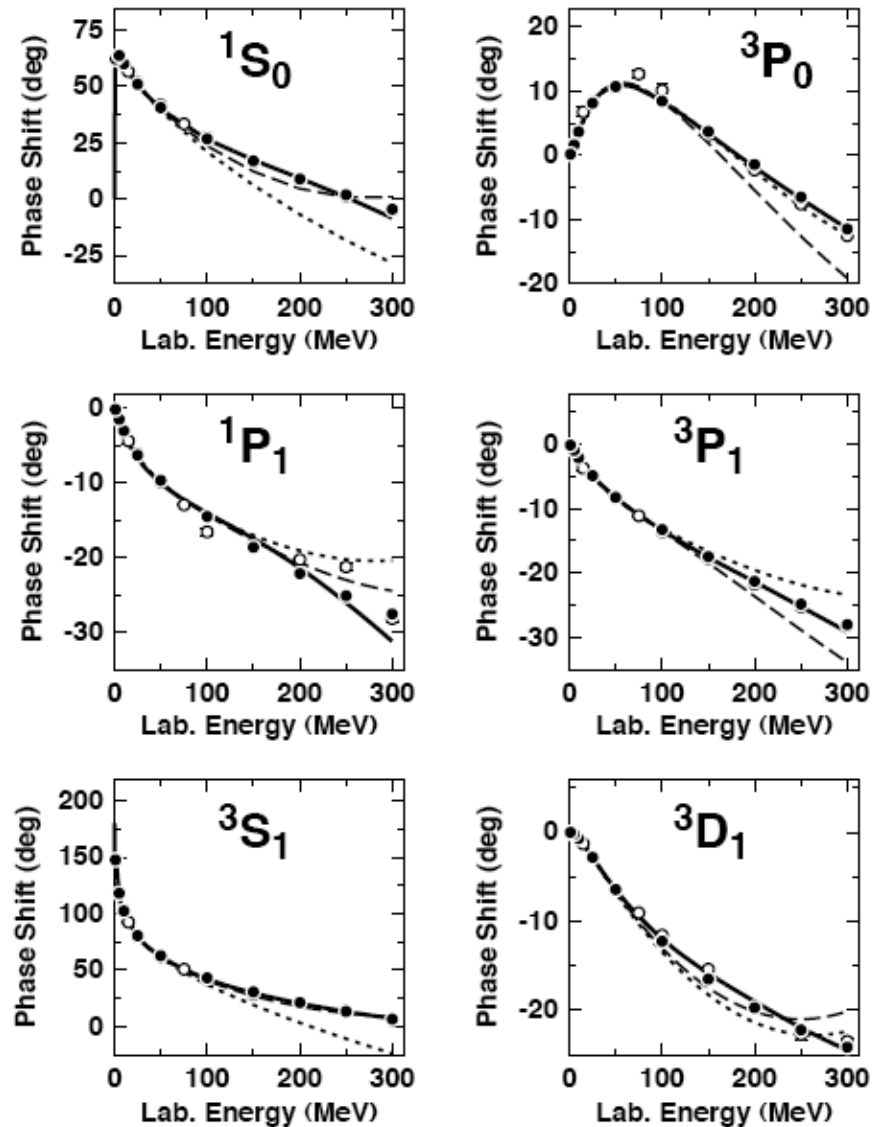 ¹S₀
Phase Shift (deg)
75
50
25
0
-25
0 100 200 300
Lab. Energy (MeV)
³P₀
Phase Shift (deg)
20
10
0
-10
-20
0 100 200 300
Lab. Energy (MeV)
¹P₁
Phase Shift (deg)
0
-10
-20
-30
0 100 200 300
Lab. Energy (MeV)
³P₁
Phase Shift (deg)
0
-10
-20
-30
0 100 200 300
Lab. Energy (MeV)
³S₁
Phase Shift (deg)
200
150
100
50
0
0 100 200 300
Lab. Energy (MeV)
³D₁
Phase Shift (deg)
0
-10
-20
0 100 200 300
Lab. Energy (MeV)